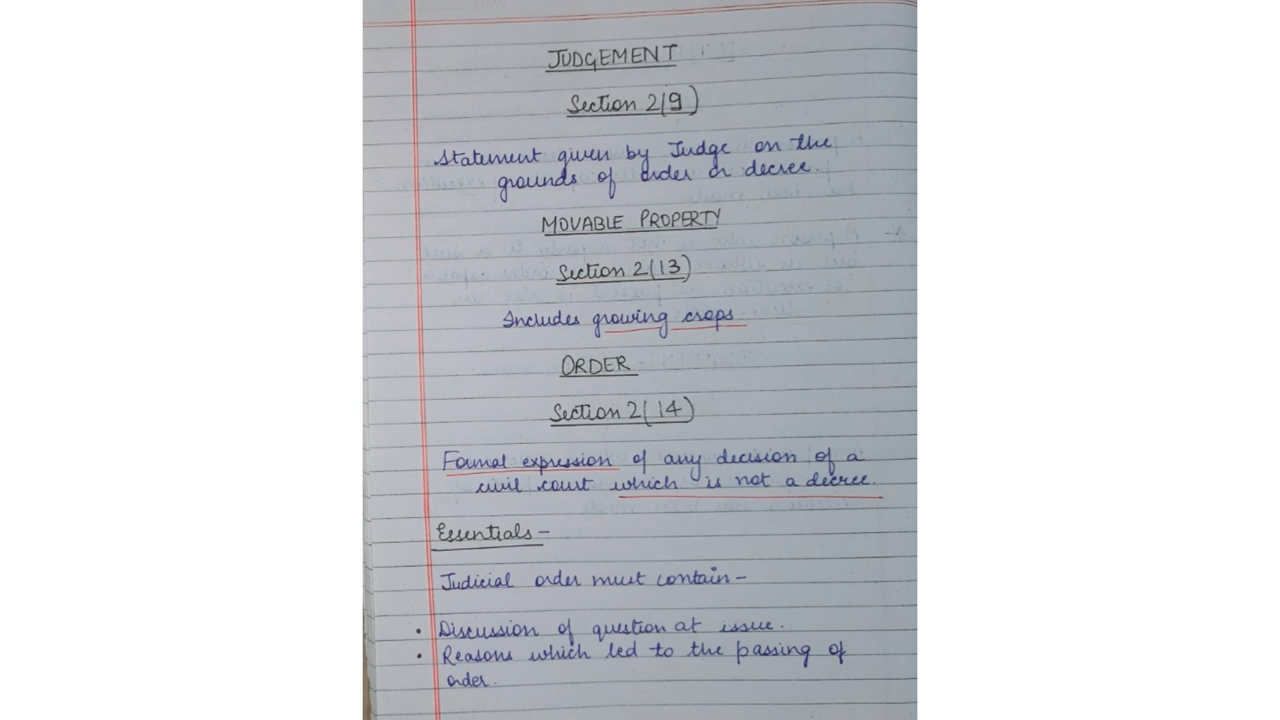 JUDGEMENT
Section 2(9)
Statement given by Judge on the
grounds of order or decree.
MOVABLE PROPERTY
Section 2(13)
Includes growing crops
ORDER
Section 2(14)
Formal expression of any decision of a
civil court which is not a decree.
Essentials -
Judicial order must contain -
• Discussion of question at issue.
• Reasons which led to the passing of
order.